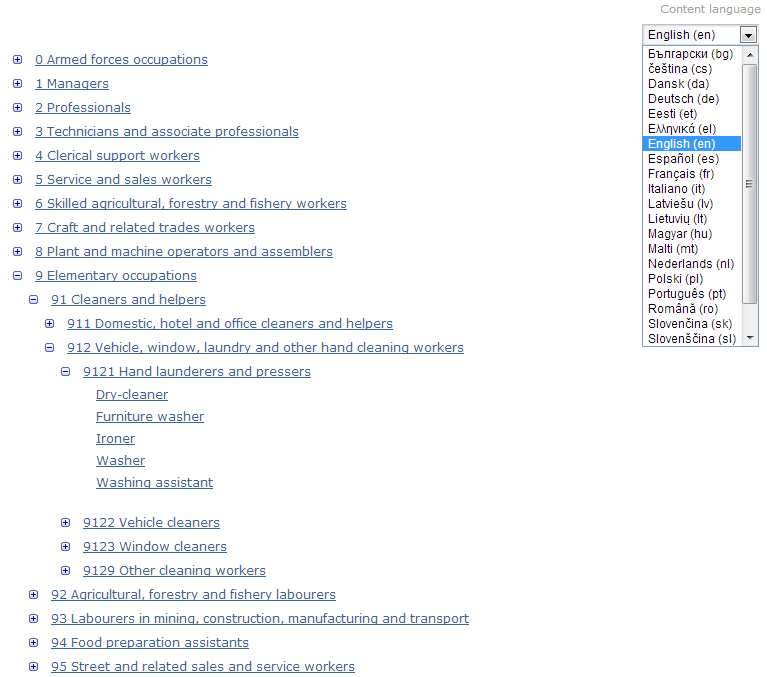 Content language
English (en)
Български (bg)
čeština (cs)
Dansk (da)
Deutsch (de)
Eesti (et)
Ελληνικά (el)
English (en)
Español (es)
Français (fr)
Italiano (it)
Latviešu (lv)
Lietuvių (lt)
Magyar (hu)
Malti (mt)
Nederlands (nl)
Polski (pl)
Português (pt)
Română (ro)
Slovenčina (sk)
Slovenščina (sl)
0 Armed forces occupations
1 Managers
2 Professionals
3 Technicians and associate professionals
4 Clerical support workers
5 Service and sales workers
6 Skilled agricultural, forestry and fishery workers
7 Craft and related trades workers
8 Plant and machine operators and assemblers
9 Elementary occupations
91 Cleaners and helpers
911 Domestic, hotel and office cleaners and helpers
912 Vehicle, window, laundry and other hand cleaning workers
9121 Hand launderers and pressers
Dry-cleaner
Furniture washer
Ironer
Washer
Washing assistant
9122 Vehicle cleaners
9123 Window cleaners
9129 Other cleaning workers
92 Agricultural, forestry and fishery labourers
93 Labourers in mining, construction, manufacturing and transport
94 Food preparation assistants
95 Street and related sales and service workers